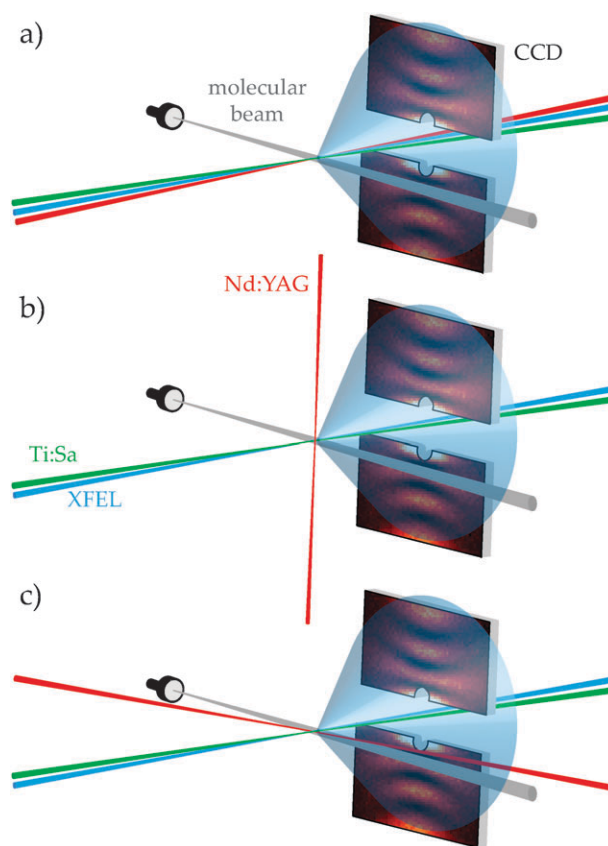 a)
CCD
molecular
beam
Nd:YAG
b)
Ti:Sa
XFEL
c)